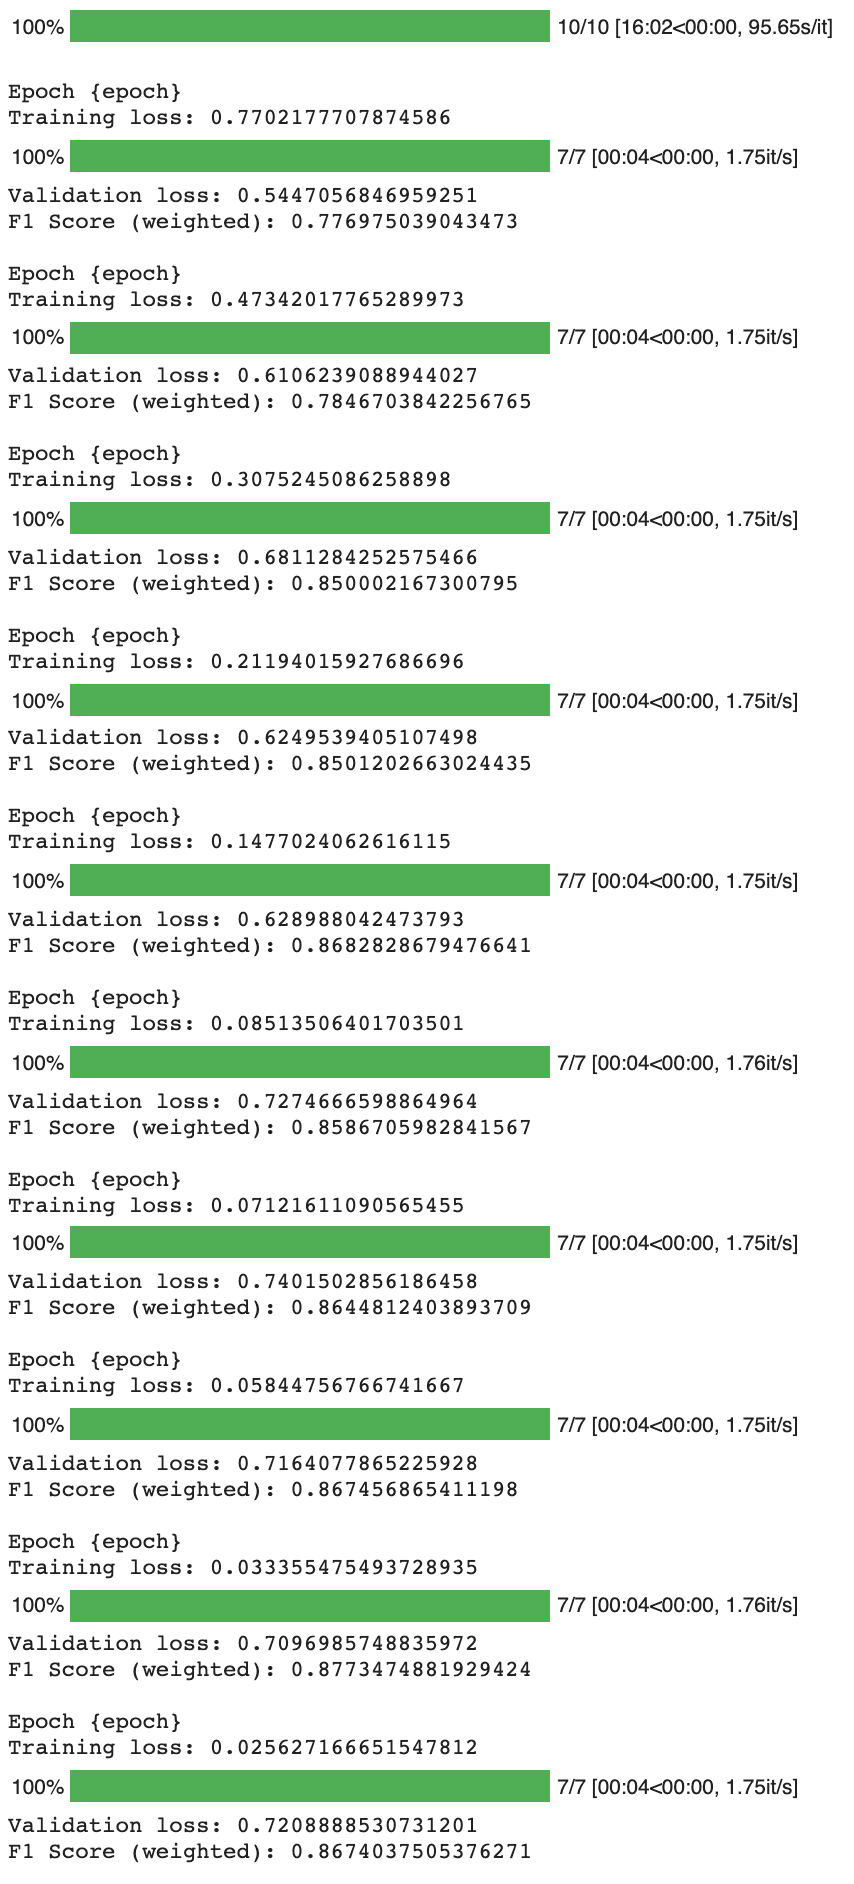 100% 10/10 [16:02<00:00, 95.65s/it]
Epoch {epoch}
Training loss: 0.7702177707874586
100% 7/7 [00:04<00:00, 1.75it/s]
Validation loss: 0.5447056846959251
F1 Score (weighted): 0.776975039043473
Epoch {epoch}
Training loss: 0.47342017765289973
100% 7/7 [00:04<00:00, 1.75it/s]
Validation loss: 0.6106239088944027
F1 Score (weighted): 0.7846703842256765
Epoch {epoch}
Training loss: 0.3075245086258898
100% 7/7 [00:04<00:00, 1.75it/s]
Validation loss: 0.6811284252575466
F1 Score (weighted): 0.850002167300795
Epoch {epoch}
Training loss: 0.21194015927686696
100% 7/7 [00:04<00:00, 1.75it/s]
Validation loss: 0.6249539405107498
F1 Score (weighted): 0.8501202663024435
Epoch {epoch}
Training loss: 0.1477024062616115
100% 7/7 [00:04<00:00, 1.75it/s]
Validation loss: 0.628988042473793
F1 Score (weighted): 0.8682828679476641
Epoch {epoch}
Training loss: 0.08513506401703501
100% 7/7 [00:04<00:00, 1.76it/s]
Validation loss: 0.7274666598864964
F1 Score (weighted): 0.8586705982841567
Epoch {epoch}
Training loss: 0.07121611090565455
100% 7/7 [00:04<00:00, 1.75it/s]
Validation loss: 0.7401502856186458
F1 Score (weighted): 0.8644812403893709
Epoch {epoch}
Training loss: 0.05844756766741667
100% 7/7 [00:04<00:00, 1.75it/s]
Validation loss: 0.7164077865225928
F1 Score (weighted): 0.867456865411198
Epoch {epoch}
Training loss: 0.033355475493728935
100% 7/7 [00:04<00:00, 1.76it/s]
Validation loss: 0.7096985748835972
F1 Score (weighted): 0.8773474881929424
Epoch {epoch}
Training loss: 0.025627166651547812
100% 7/7 [00:04<00:00, 1.75it/s]
Validation loss: 0.7208888530731201
F1 Score (weighted): 0.8674037505376271